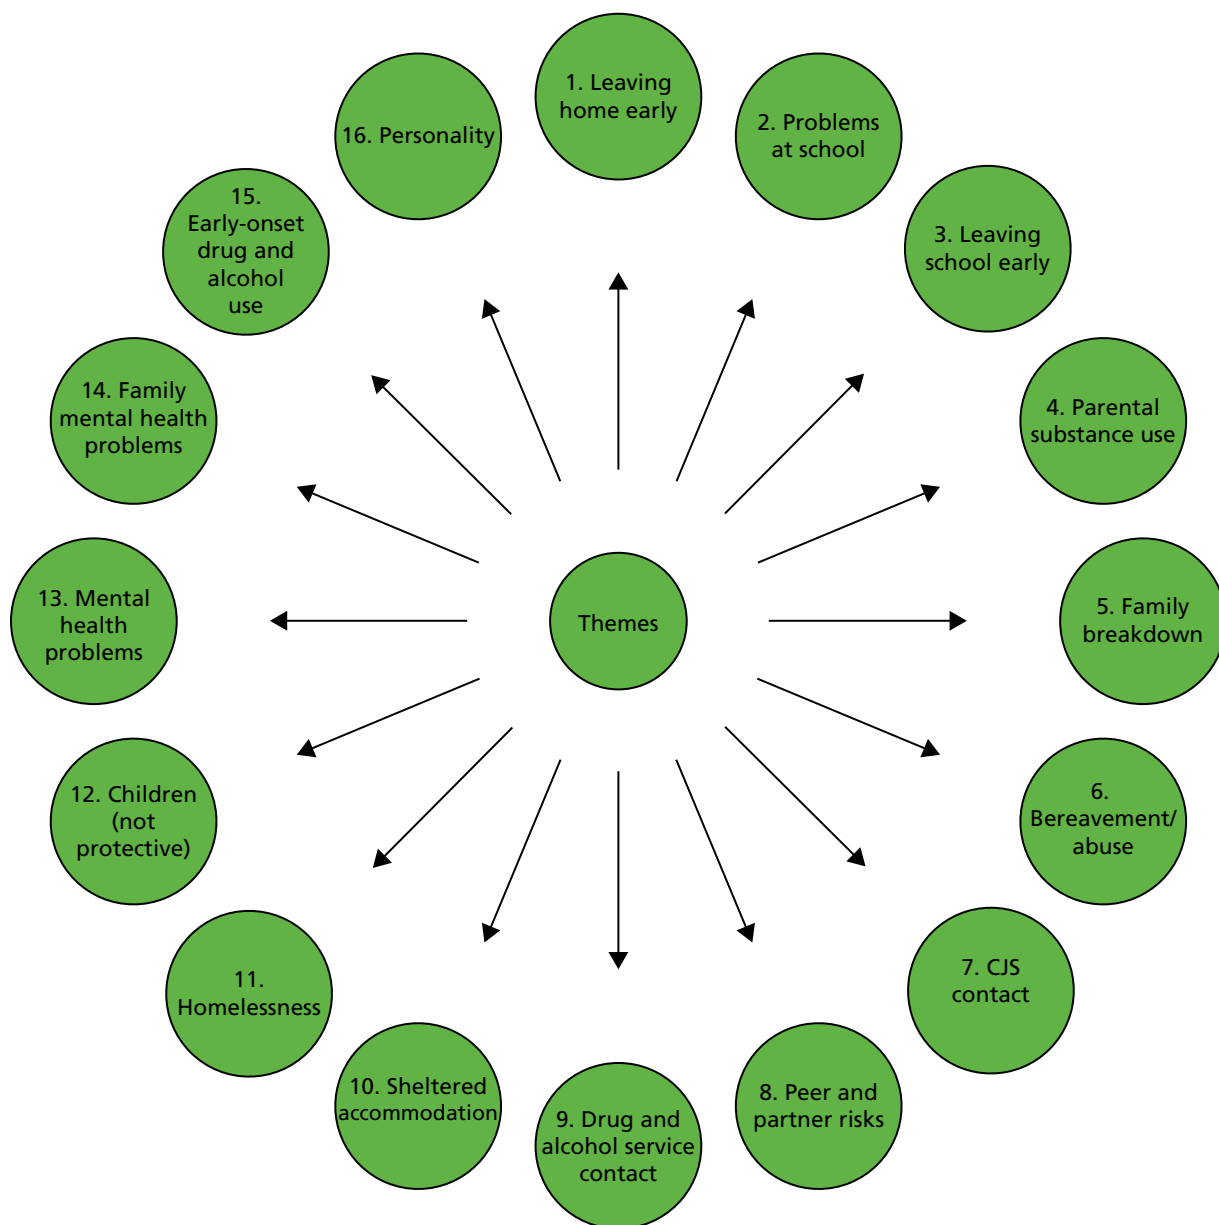 1. Leaving
home early
2. Problems
at school
3. Leaving
school early
4. Parental
substance use
5. Family
breakdown
6.
Bereavement/
abuse
7. CJS
contact
8. Peer and
partner risks
9. Drug and
alcohol service
contact
10. Sheltered
accommodation
11.
Homelessness
12. Children
(not
protective)
13. Mental
health
problems
14. Family
mental health
problems
15.
Early-onset
drug and
alcohol
use
16. Personality
Themes